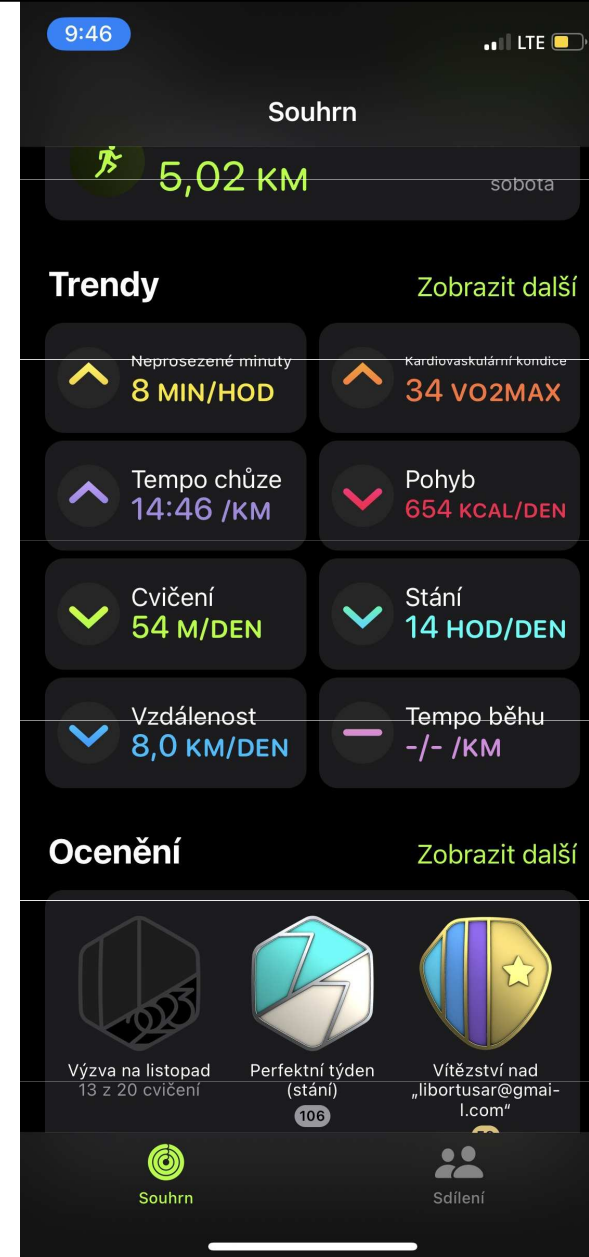 9:46
LTE
Souhrn
5,02 KM
sobota
Trendy
Zobrazit další
Neprosezené minuty
8 MIN/HOD
Kardiovaskulární kondice
34 VO2MAX
Tempo chůze
14:46 /KM
Pohyb
654 KCAL/DEN
Cvičení
54 M/DEN
Stání
14 HOD/DEN
Vzdálenost
8,0 KM/DEN
Tempo běhu
-/- /KM
Ocenění
Zobrazit další
2023
Výzva na listopad
13 z 20 cvičení
7
Perfektní týden
(stání)
106
Vítězství nad
„libortusar@gmai-
l.com“
Souhrn
Sdílení